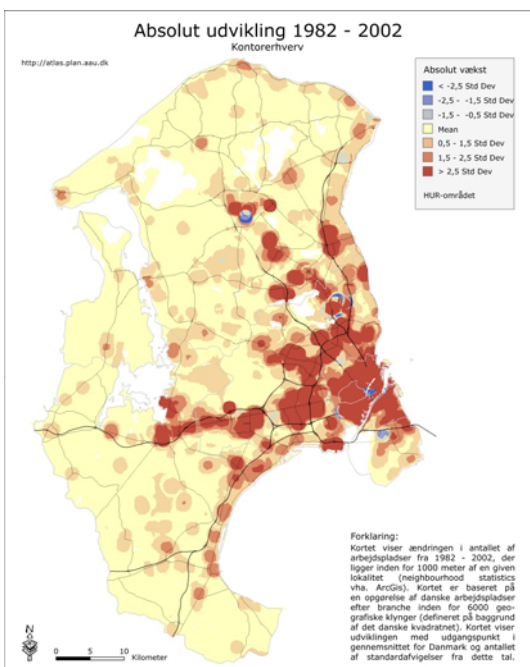 Absolut udvikling 1982 - 2002
Kontorerhverv
http://atlas.plan.aau.dk
Absolut vækst
< -2,5 Std Dev
-2,5 - -1,5 Std Dev
-1,5 - -0,5 Std Dev
Mean
0,5 - 1,5 Std Dev
1,5 - 2,5 Std Dev
> 2,5 Std Dev
HUR-området
Forklaring:
Kortet viser ændringen i antallet af
arbejdspladser fra 1982 - 2002, der
ligger inden for 1000 meter af en given
lokalitet (neighbourhood statistics
vha. ArcGis). Kortet er baseret på
en opgørelse af danske arbejdspladser
efter branche inden for 6000 geo-
grafiske klynger (defineret på baggrund
af det danske kvadratnet). Kortet viser
udviklingen med udgangspunkt i
gennemsnittet for Danmark og antallet
af standardafvigelser fra dette tal.
0 5 10
Kilometer